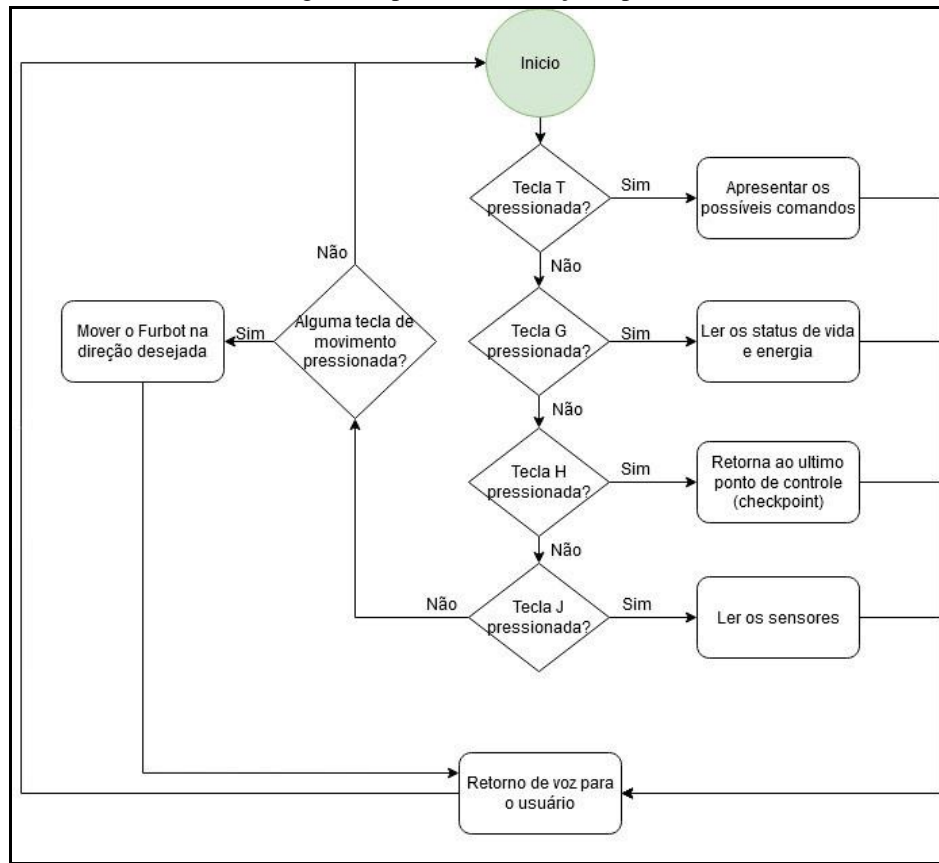 Inicio
Tecla T
pressionada?
Sim
Apresentar os
possíveis comandos
Não
Não
Tecla G
pressionada?
Sim
Ler os status de vida
e energia
Alguma tecla de
movimento
pressionada?
Sim
Mover o Furbot na
direção desejada
Não
Tecla H
pressionada?
Sim
Retorna ao ultimo
ponto de controle
(checkpoint)
Não
Não
Tecla J
pressionada?
Sim
Ler os sensores
Retorno de voz para
o usuário